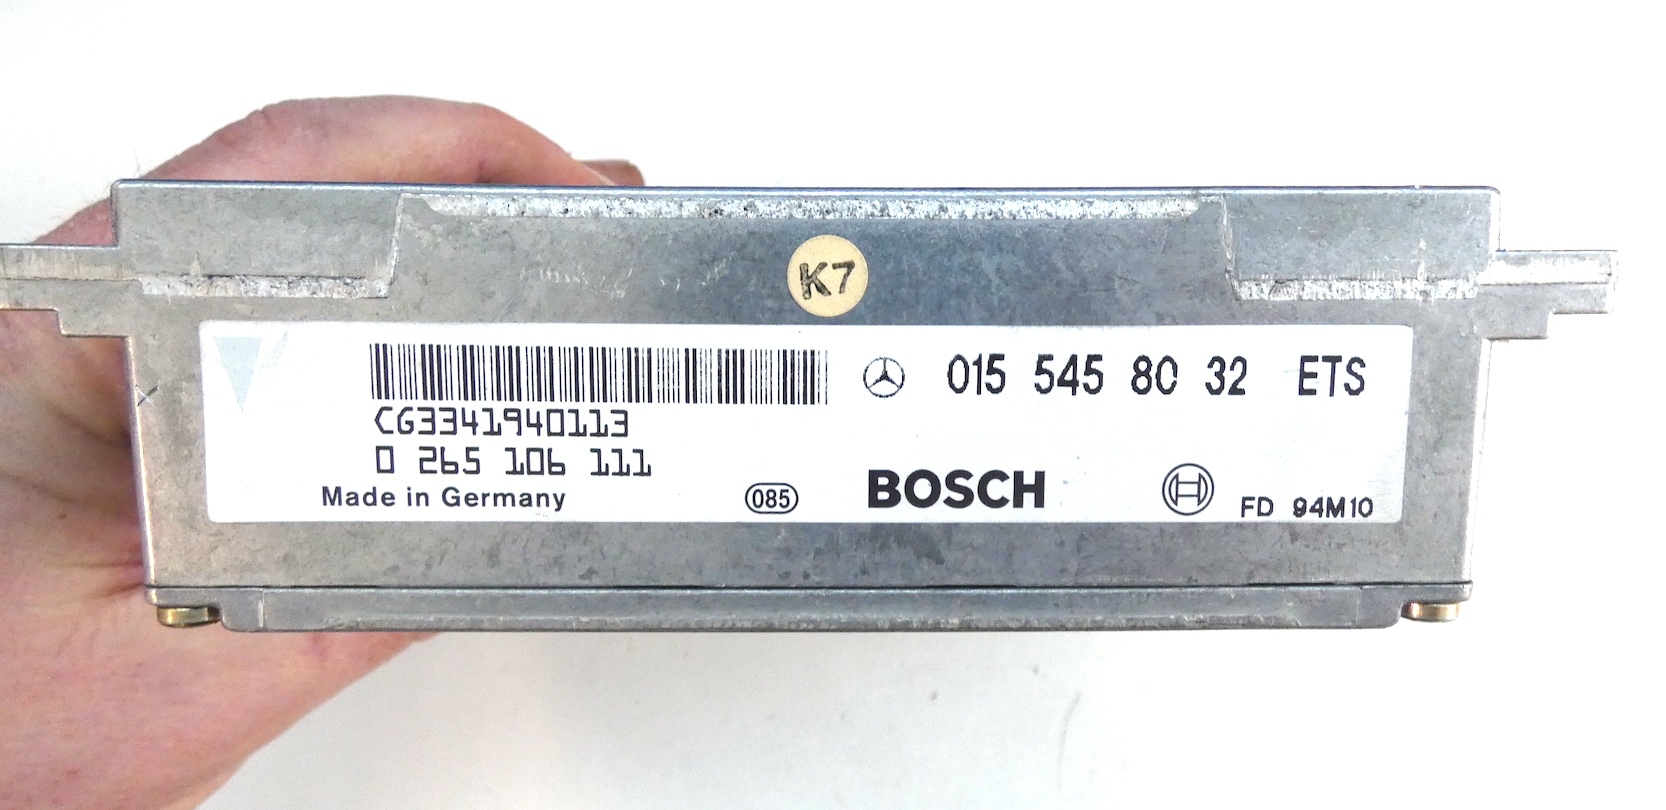 K7
015 545 80 32 ETS
CG3341940113
0 265 106 111
Made in Germany
085
BOSCH
FD 94M10